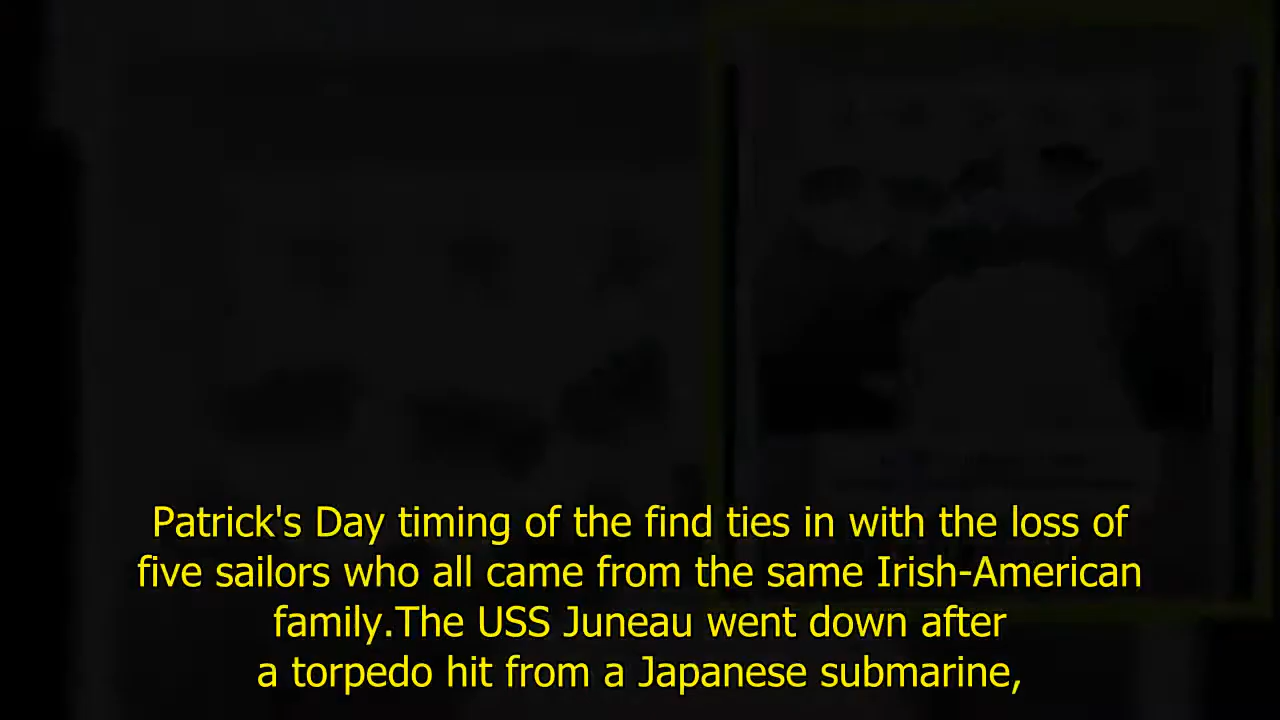 Patrick's Day timing of the find ties in with the loss of
five sailors who all came from the same Irish-American
family.The USS Juneau went down after
a torpedo hit from a Japanese submarine,